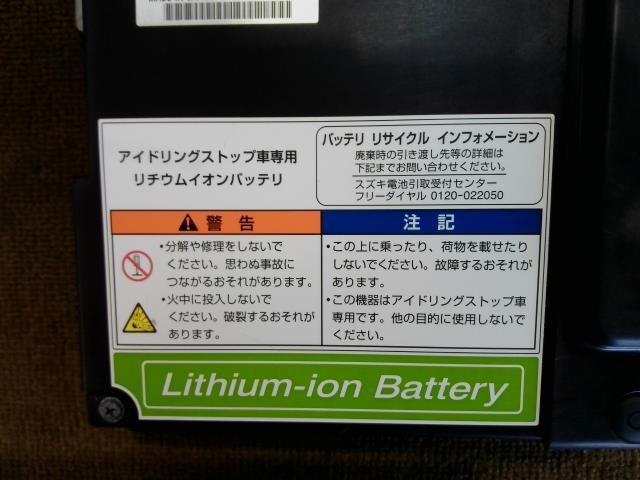 アイドリングストップ車専用
リチウムイオンバッテリ
バッテリ リサイクル インフォメーション
廃棄時の引き渡し先等の詳細は
下記までお問い合わせください。
スズキ電池引取受付センター
フリーダイヤル 0120-022050
警告
・分解や修理をしないで
ください。思わぬ事故に
つながるおそれがあります。
・火中に投入しないで
ください。破裂するおそれが
あります。
注記
・この上に乗ったり、荷物を載せたり
しないでください。故障するおそれが
あります。
・この機器はアイドリングストップ車
専用です。他の目的に使用しないで
ください。
Lithium-ion Battery